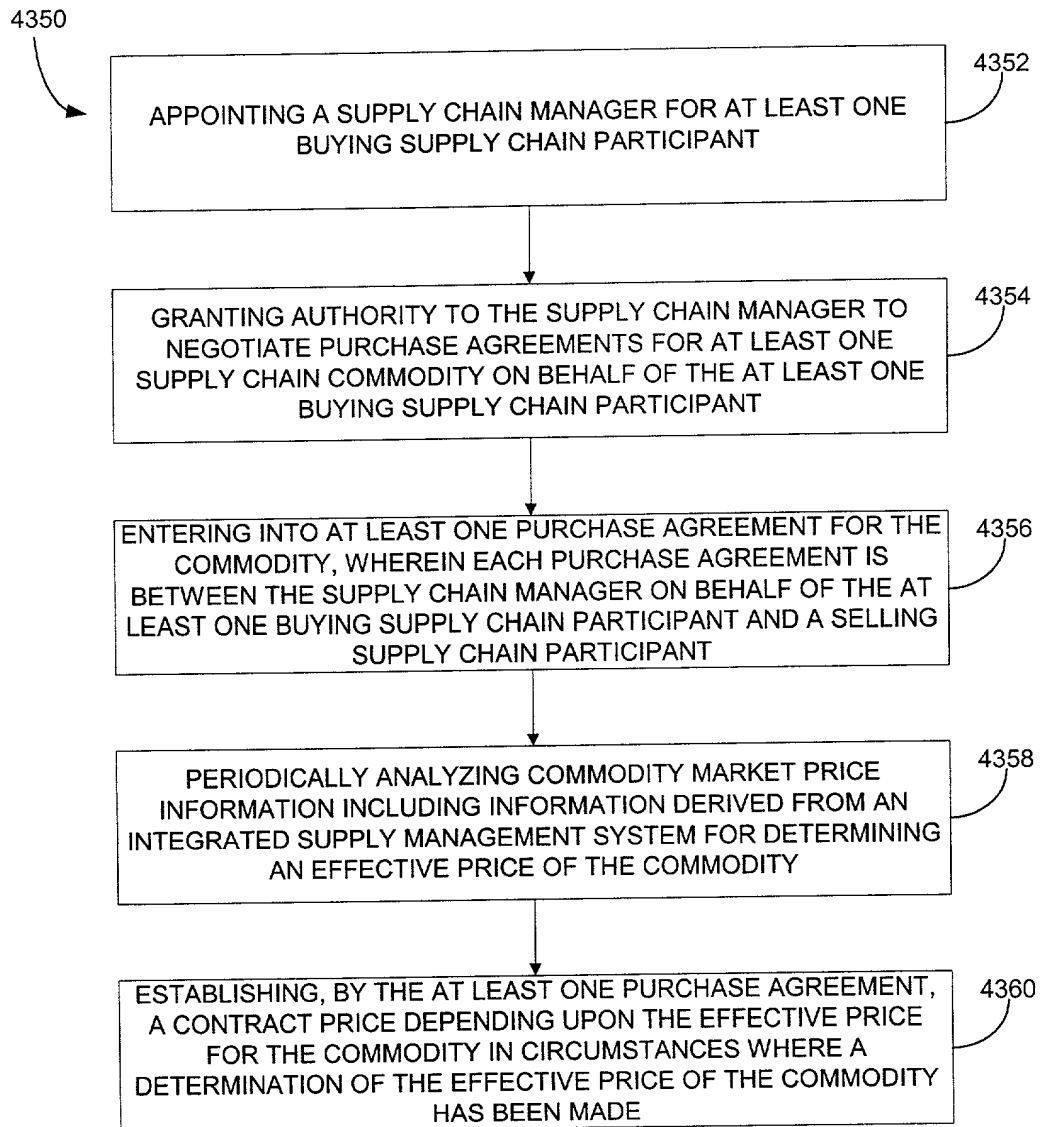 4350
4352
APPOINTING A SUPPLY CHAIN MANAGER FOR AT LEAST ONE
BUYING SUPPLY CHAIN PARTICIPANT
4354
GRANTING AUTHORITY TO THE SUPPLY CHAIN MANAGER TO
NEGOTIATE PURCHASE AGREEMENTS FOR AT LEAST ONE
SUPPLY CHAIN COMMODITY ON BEHALF OF THE AT LEAST ONE
BUYING SUPPLY CHAIN PARTICIPANT
4356
ENTERING INTO AT LEAST ONE PURCHASE AGREEMENT FOR THE
COMMODITY, WHEREIN EACH PURCHASE AGREEMENT IS
BETWEEN THE SUPPLY CHAIN MANAGER ON BEHALF OF THE AT
LEAST ONE BUYING SUPPLY CHAIN PARTICIPANT AND A SELLING
SUPPLY CHAIN PARTICIPANT
4358
PERIODICALLY ANALYZING COMMODITY MARKET PRICE
INFORMATION INCLUDING INFORMATION DERIVED FROM AN
INTEGRATED SUPPLY MANAGEMENT SYSTEM FOR DETERMINING
AN EFFECTIVE PRICE OF THE COMMODITY
4360
ESTABLISHING, BY THE AT LEAST ONE PURCHASE AGREEMENT,
A CONTRACT PRICE DEPENDING UPON THE EFFECTIVE PRICE
FOR THE COMMODITY IN CIRCUMSTANCES WHERE A
DETERMINATION OF THE EFFECTIVE PRICE OF THE COMMODITY
HAS BEEN MADE